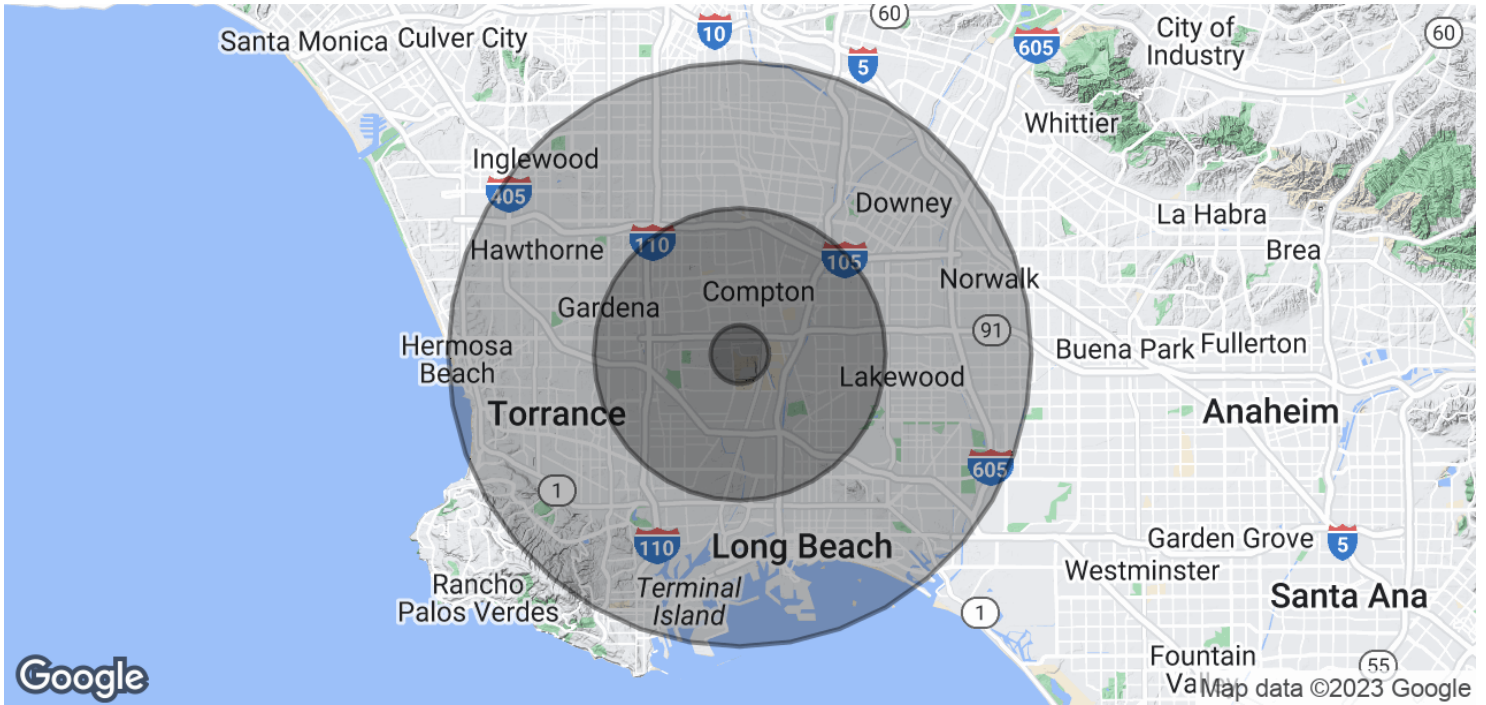 60
Santa Monica
Culver City
10
5
605
City of
Industry
60
Whittier
Inglewood
405
Downey
La Habra
Hawthorne
110
105
Brea
Compton
Norwalk
Gardena
91
Hermosa
Beach
Buena Park
Fullerton
Lakewood
Torrance
Anaheim
605
1
110
Long Beach
Garden Grove
5
Westminster
Rancho
Palos Verdes
Terminal
Island
1
Santa Ana
Fountain
55
Google
Map data ©2023 Google